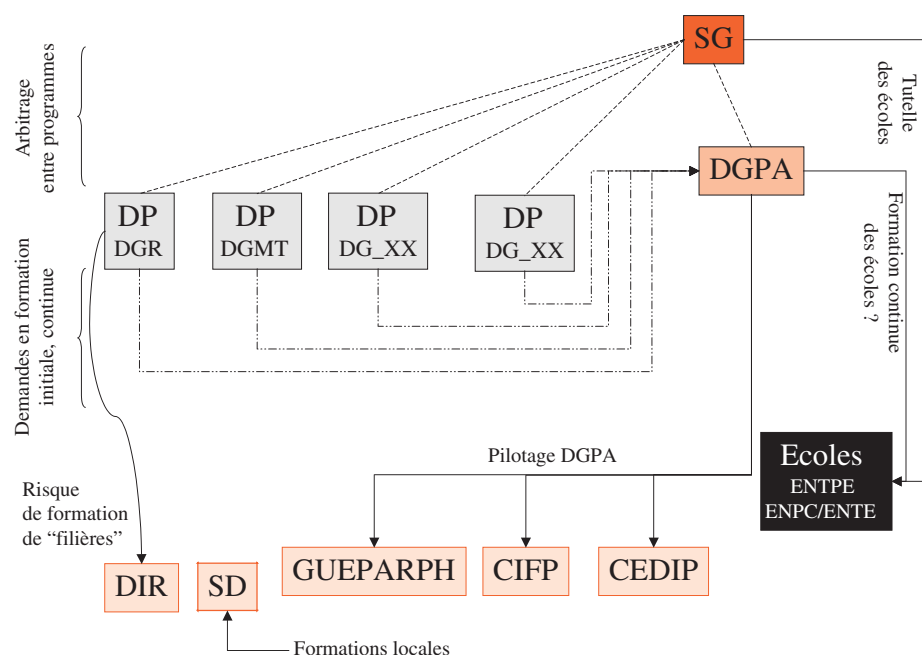 SG
Arbitrage
entre programmes
Tutelle
des écoles
DGPA
DP
DGR
DP
DGMT
DP
DG_XX
DP
DG_XX
Formation continue
des écoles ?
Demandes en formation
initiale, continue
Pilotage DGPA
Ecoles
ENTPE
ENPC/ENTE
Risque
de formation
de “filières”
DIR
SD
GUEPARPH
CIFP
CEDIP
Formations locales